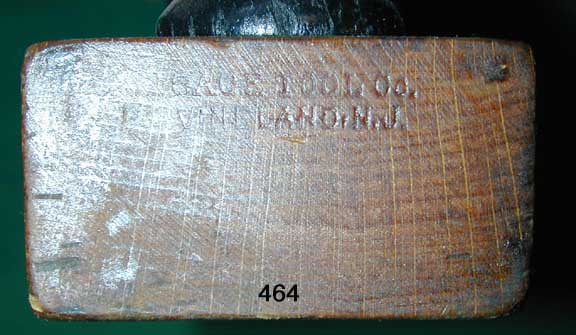 GAGE TOOL Co.
VINELAND, N.J.
464